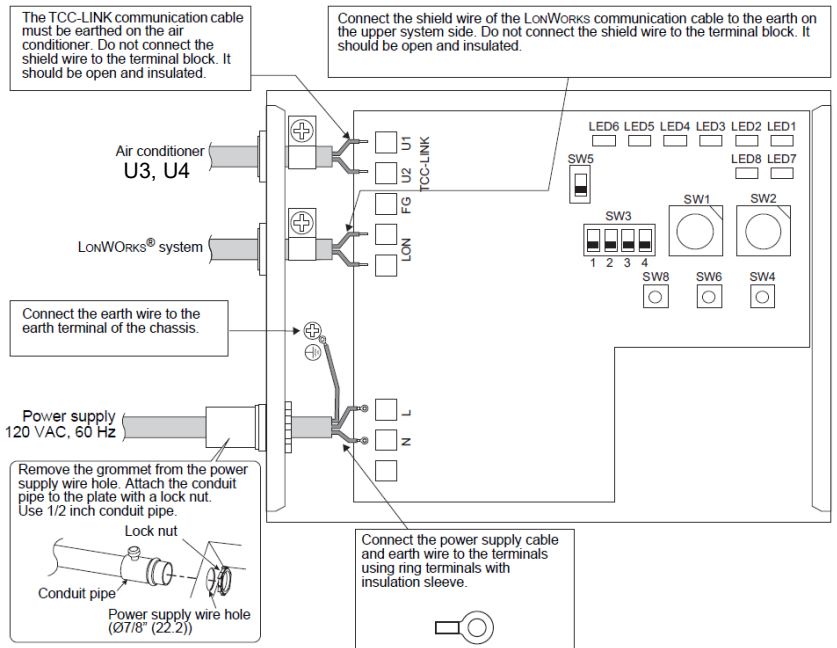 The TCC-LINK communication cable
must be earthed on the air
conditioner. Do not connect the
shield wire to the terminal block. It
should be open and insulated.
Connect the shield wire of the LONWORKS communication cable to the earth on
the upper system side. Do not connect the shield wire to the terminal block. It
should be open and insulated.
LED6 LED5 LED4 LED3 LED2 LED1
LED8 LED7
Air conditioner
U3, U4
U1
U2
TCC-LINK
FG
LON
SW5
SW1
SW2
SW3
1 2 3 4
SW8
SW6
SW4
LONWORKS® system
Connect the earth wire to the
earth terminal of the chassis.
Power supply
120 VAC, 60 Hz
L
N
Remove the grommet from the power
supply wire hole. Attach the conduit
pipe to the plate with a lock nut.
Use 1/2 inch conduit pipe.
Lock nut
Conduit pipe
Power supply wire hole
(Ø7/8" (22.2))
Connect the power supply cable
and earth wire to the terminals
using ring terminals with
insulation sleeve.